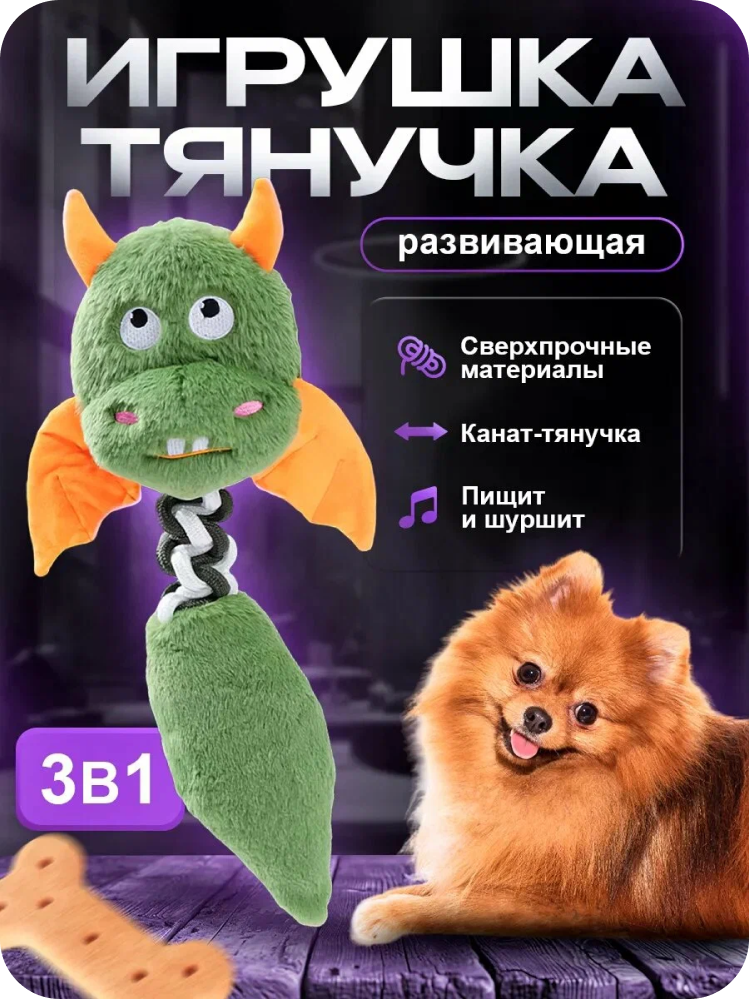 ИГРУШКА
ТЯНУЧКА
развивающая
Сверхпрочные
материалы
Канат-тянучка
Пищит
и шуршит
3в1